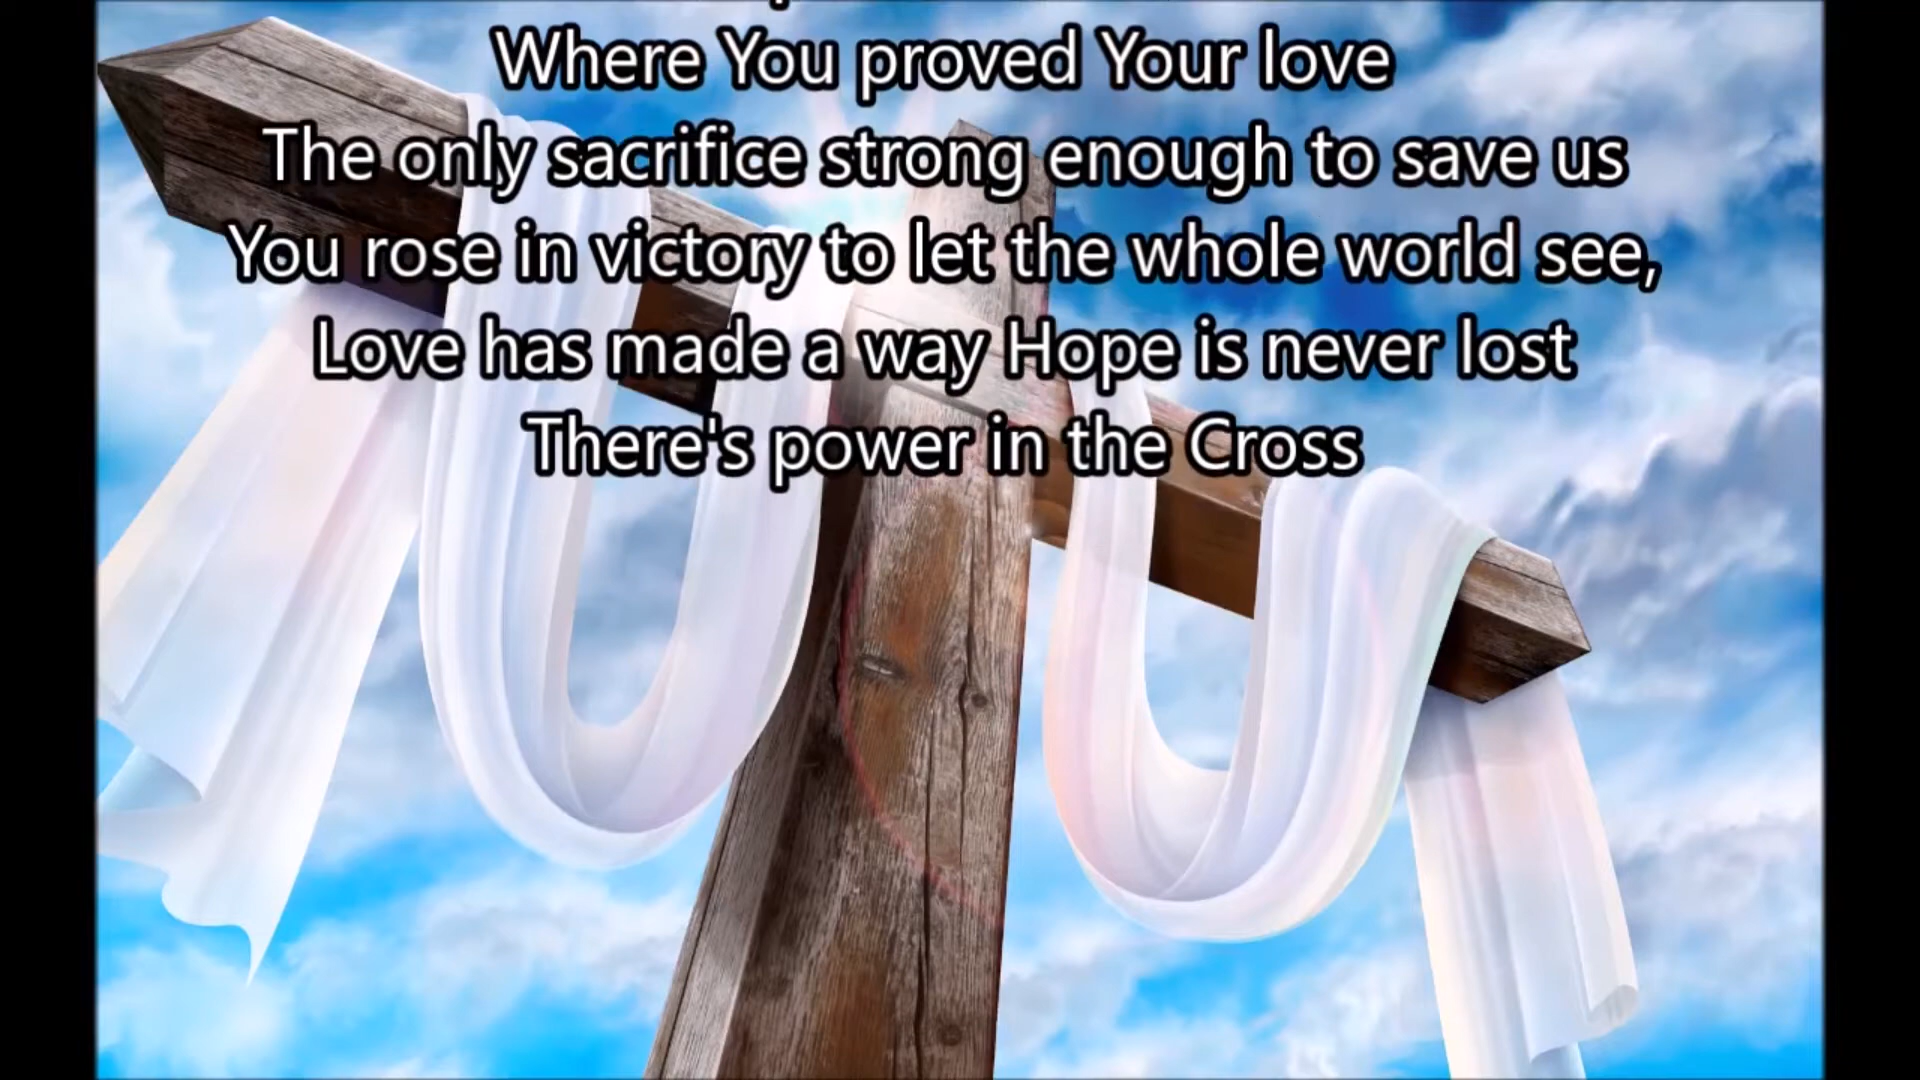 Where You proved Your love
The only sacrifice strong enough to save us
You rose in victory to let the whole world see,
Love has made a way Hope is never lost
There's power in the Cross